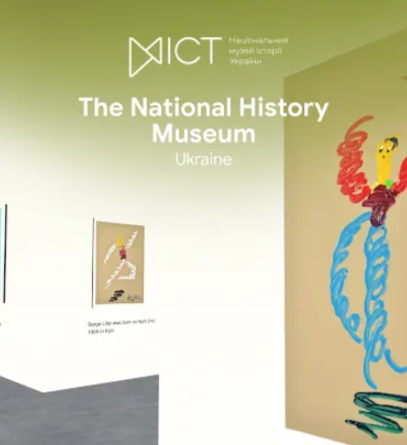 MICT
Національний
музей історії
України
The National History
Museum
Ukraine
Serge Lifar was born on April 2nd,
1905 in Kyiv